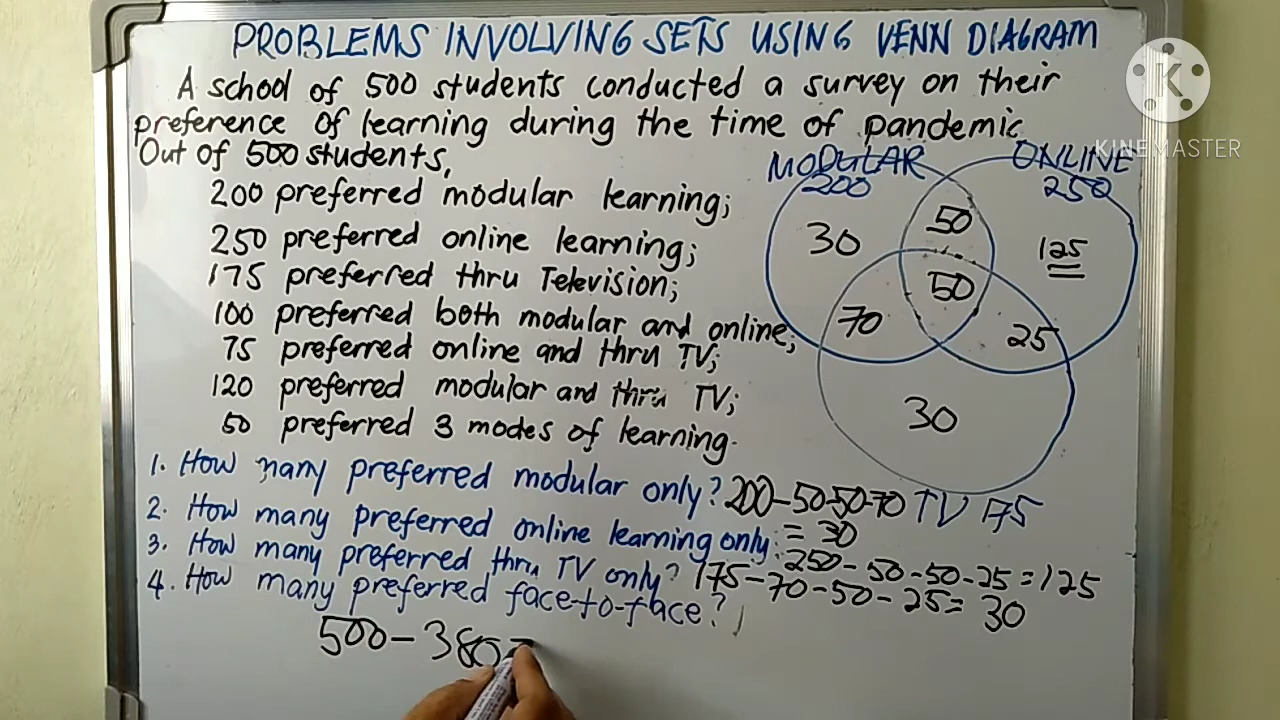 PROBLEMS INVOLVING SETS USING VENN DIAGRAM
A school of 500 students conducted a survey on their
preference of learning during the time of pandemic.
Out of 500 students,
200 preferred modular learning;
250 preferred online learning;
175 preferred thru Television;
100 preferred both modular and online;
75 preferred online and thru TV;
120 preferred modular and thru TV;
50 preferred 3 modes of learning.
K
KINEMASTER
MODULAR
200
ONLINE
250
30
50
125
50
70
25
30
TV 175
1. How many preferred modular only? 200-50-50-70
= 30
2. How many preferred online learning only? 250-50-50-25=125
3. How many preferred thru TV only? 175-70-50-25= 30
4. How many preferred face-to-face?
500-380=